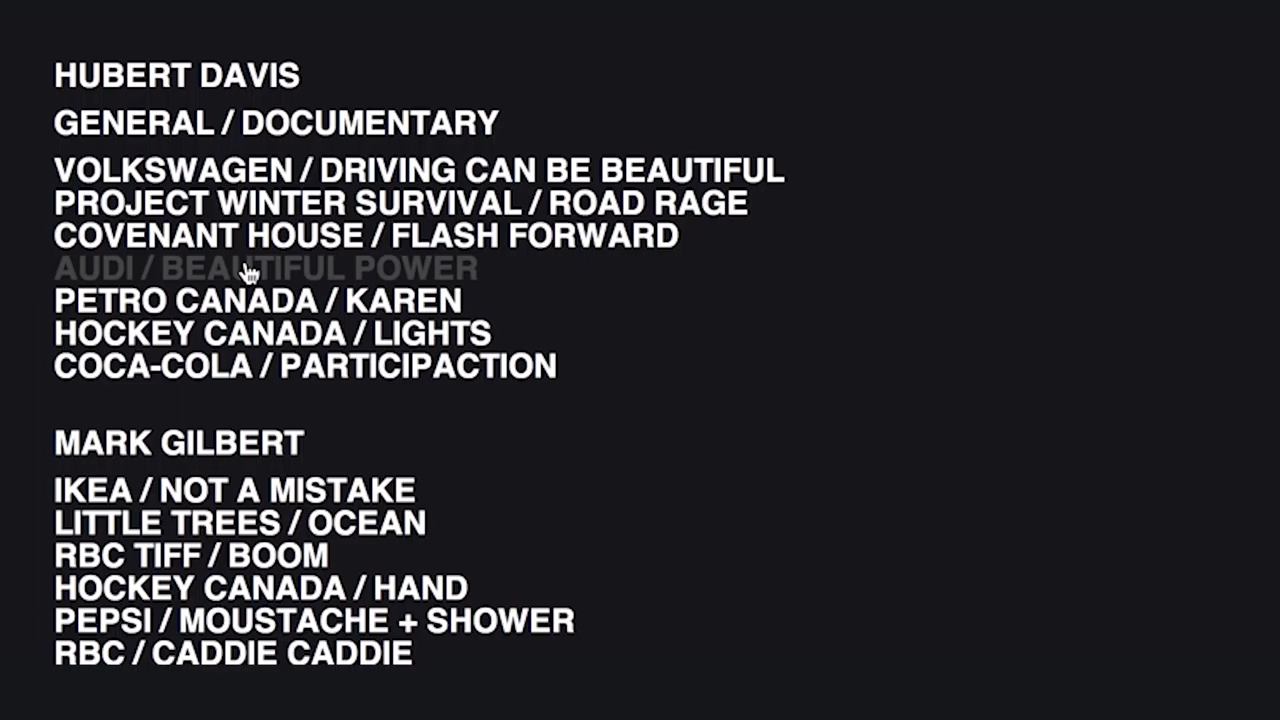 HUBERT DAVIS
GENERAL / DOCUMENTARY
VOLKSWAGEN / DRIVING CAN BE BEAUTIFUL
PROJECT WINTER SURVIVAL / ROAD RAGE
COVENANT HOUSE / FLASH FORWARD
AUDI / BEAUTIFUL POWER
PETRO CANADA / KAREN
HOCKEY CANADA / LIGHTS
COCA-COLA / PARTICIPACTION
MARK GILBERT
IKEA / NOT A MISTAKE
LITTLE TREES / OCEAN
RBC TIFF / BOOM
HOCKEY CANADA / HAND
PEPSI / MOUSTACHE + SHOWER
RBC / CADDIE CADDIE